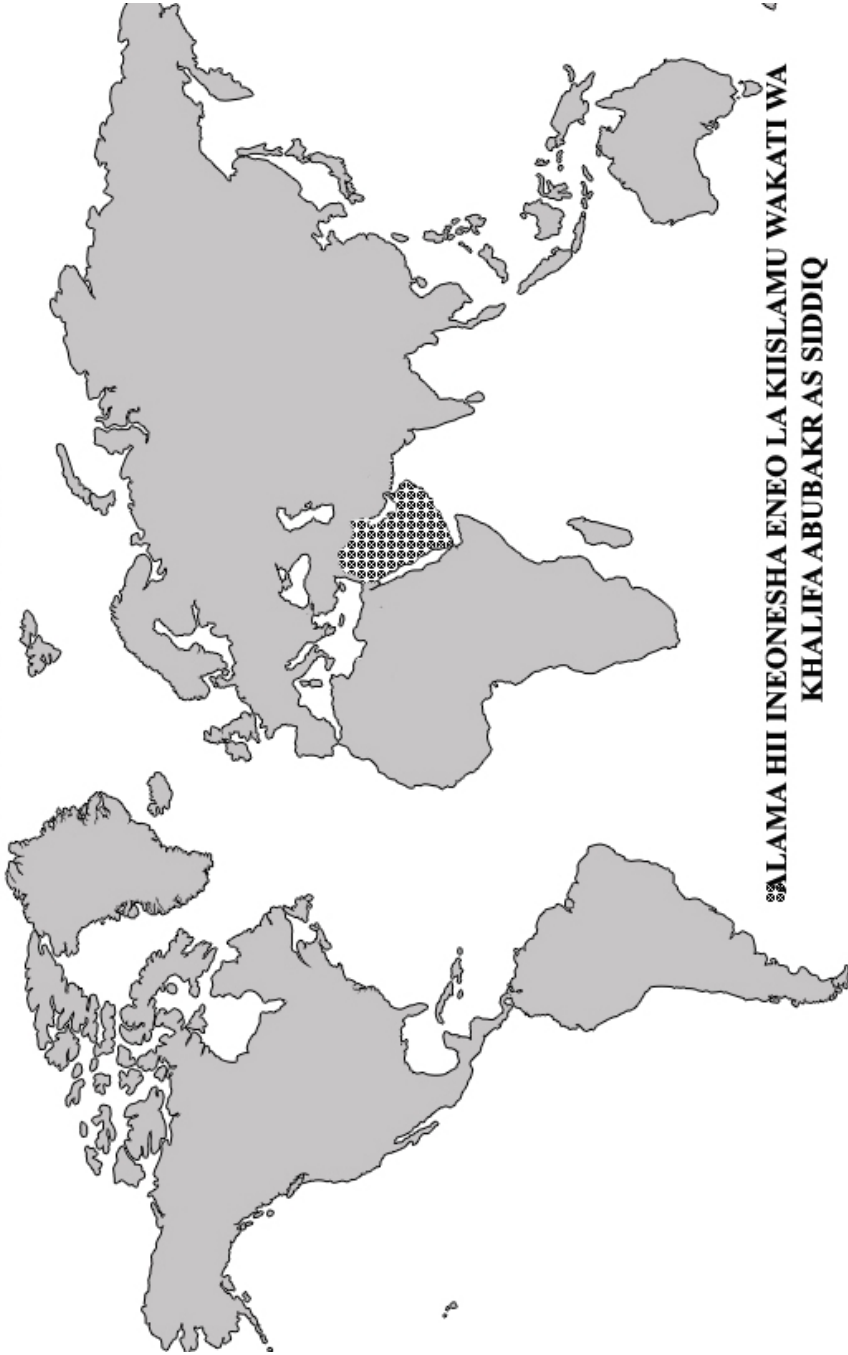 ALAMA HII INEONESHA ENEO LA KIISLAMU WAKATI WA
KHALIFA ABUBAKR AS SIDDIQ